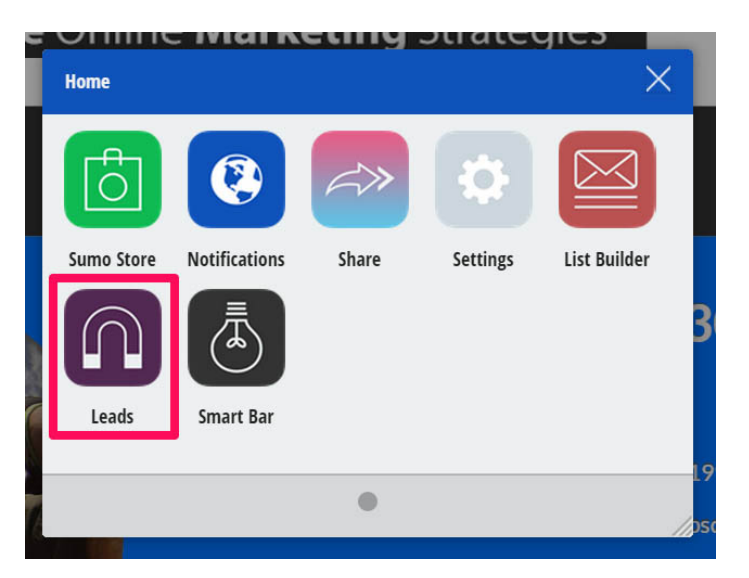 Online Marketing Strategies
Home
Sumo Store Notifications Share Settings List Builder
Leads Smart Bar